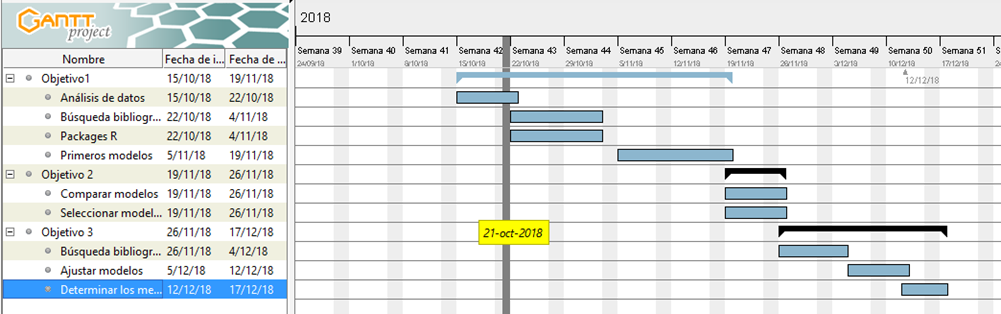 GANTT
project
2018
Semana 39 Semana 40 Semana 41 Semana 42 Semana 43 Semana 44 Semana 45 Semana 46 Semana 47 Semana 48 Semana 49 Semana 50 Semana 51
24/09/18 1/10/18 8/10/18 15/10/18 22/10/18 29/10/18 5/11/18 12/11/18 19/11/18 26/11/18 3/12/18 10/12/18 17/12/18 24
Nombre Fecha de i... Fecha de ...
Objetivo1 15/10/18 19/11/18
12/12/18
Análisis de datos 15/10/18 22/10/18
Búsqueda bibliogr... 22/10/18 4/11/18
Packages R 22/10/18 4/11/18
Primeros modelos 5/11/18 19/11/18
Objetivo 2 19/11/18 26/11/18
Comparar modelos 19/11/18 26/11/18
Seleccionar model... 19/11/18 26/11/18
Objetivo 3 26/11/18 17/12/18
21-oct-2018
Búsqueda bibliogr... 26/11/18 4/12/18
Ajustar modelos 5/12/18 12/12/18
Determinar los me... 12/12/18 17/12/18